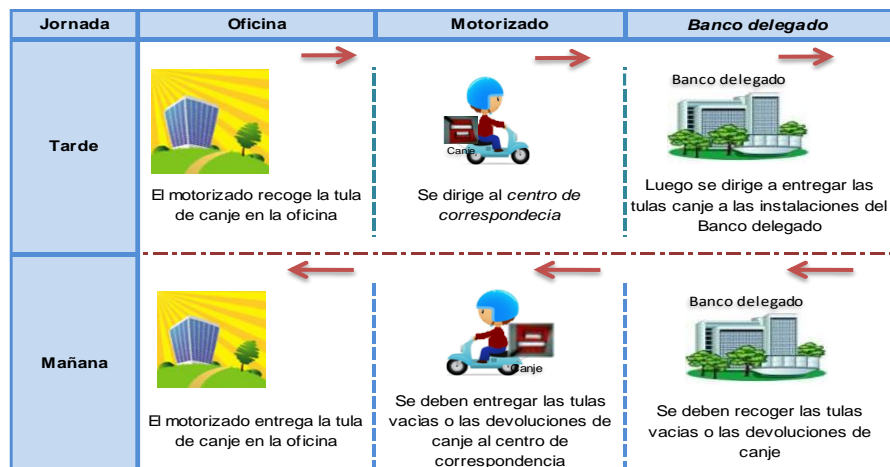 Jornada
Oficina
Motorizado
Banco delegado
Tarde
El motorizado recoge la tula
de canje en la oficina
Canje
Se dirige al centro de
correspondecia
Banco delegado
Luego se dirige a entregar las
tulas canje a las instalaciones del
Banco delegado
Mañana
El motorizado entrega la tula
de canje en la oficina
Canje
Se deben entregar las tulas
vacìas o las devoluciones de
canje al centro de
correspondencia
Banco delegado
Se deben recoger las tulas
vacias o las devoluciones de
canje